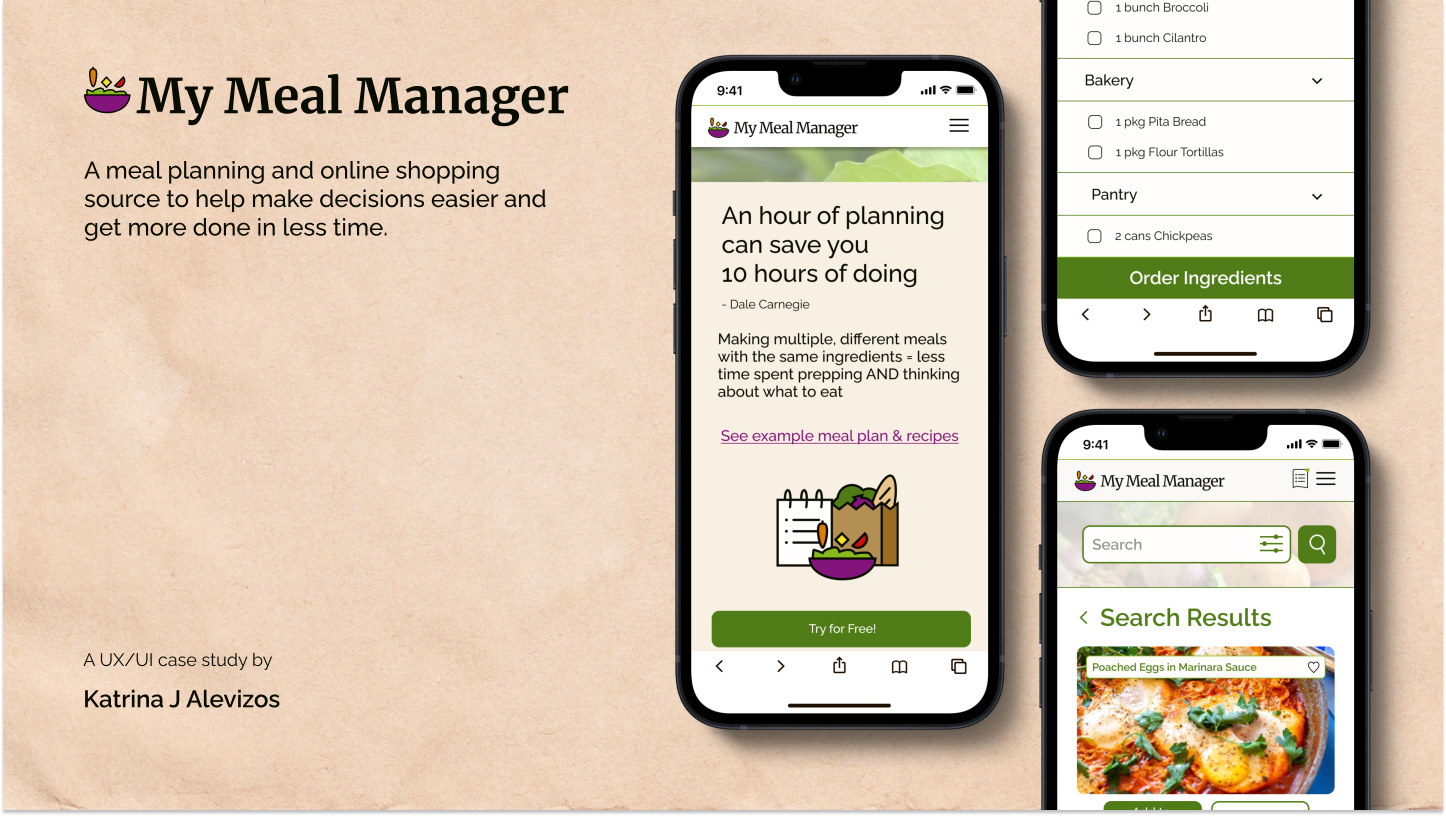 My Meal Manager
A meal planning and online shopping
source to help make decisions easier and
get more done in less time.
A UX/UI case study by
Katrina J Alevizos
9:41
My Meal Manager
An hour of planning
can save you
10 hours of doing
- Dale Carnegie
Making multiple, different meals
with the same ingredients = less
time spent prepping AND thinking
about what to eat
See example meal plan & recipes
Try for Free!
1 bunch Broccoli
1 bunch Cilantro
Bakery
1 pkg Pita Bread
1 pkg Flour Tortillas
Pantry
2 cans Chickpeas
Order Ingredients
9:41
My Meal Manager
Search
Search Results
Poached Eggs in Marinara Sauce